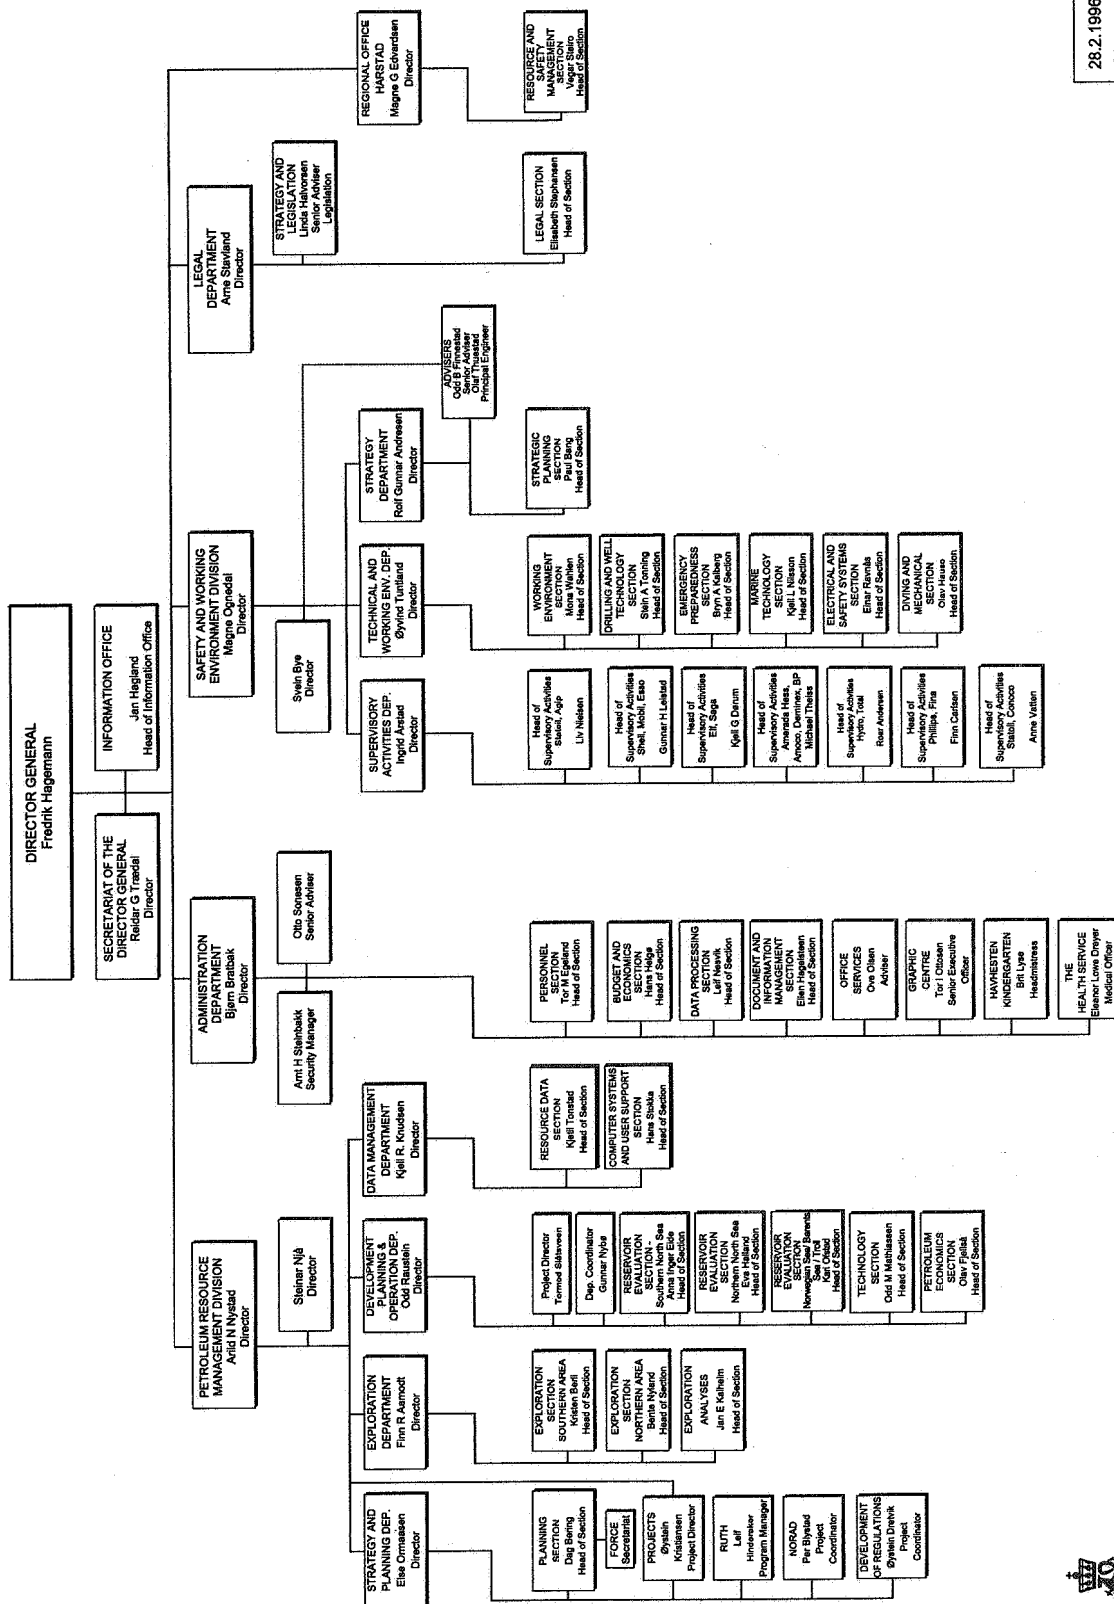 DIRECTOR GENERAL
Fredrik Hagemann
SECRETARIAT OF THE
DIRECTOR GENERAL
Reidar G Trædal
Director
INFORMATION OFFICE
Jan Hagland
Head of Information Office
PETROLEUM RESOURCE
MANAGEMENT DIVISION
Arild N Nystad
Director
ADMINISTRATION
DEPARTMENT
Bjørn Bratbak
Director
SAFETY AND WORKING
ENVIRONMENT DIVISION
Magne Ognedal
Director
LEGAL
DEPARTMENT
Arne Stavland
Director
Steinar Njå
Director
Arnt H Steinbakk
Security Manager
Otto Sonesen
Senior Adviser
Svein Bye
Director
STRATEGY AND
LEGISLATION
Linda Halvorsen
Senior Adviser
Legislation
STRATEGY AND
PLANNING DEP.
Else Ormaasen
Director
EXPLORATION
DEPARTMENT
Finn R Aamodt
Director
DEVELOPMENT
PLANNING &
OPERATION DEP.
Odd Raustein
Director
DATA MANAGEMENT
DEPARTMENT
Kjell R. Knudsen
Director
SUPERVISORY
ACTIVITIES DEP.
Ingrid Årstad
Director
TECHNICAL AND
WORKING ENV. DEP.
Øyvind Tuntland
Director
STRATEGY
DEPARTMENT
Rolf Gunnar Andresen
Director
REGIONAL OFFICE
HARSTAD
Magne G Edvardsen
Director
ADVISERS
Odd B Finnestad
Senior Adviser
Olaf Thuestad
Principal Engineer
PLANNING
SECTION
Dag Bering
Head of Section
FORCE
Secretariat
PROJECTS
Øystein
Kristiansen
Project Director
RUTH
Leif
Hinderaker
Program Manager
NORAD
Per Blystad
Project
Coordinator
DEVELOPMENT
OF REGULATIONS
Øystein Dretvik
Project
Coordinator
EXPLORATION
SECTION
SOUTHERN AREA
Kristen Berli
Head of Section
EXPLORATION
SECTION
NORTHERN AREA
Bente Nyland
Head of Section
EXPLORATION
ANALYSES
Jan E Kalheim
Head of Section
Project Director
Tormod Slåtsveen
Dep. Coordinator
Gunnar Nybø
RESERVOIR
EVALUATION
SECTION -
Southern North Sea
Anna Inger Eide
Head of Section
RESERVOIR
EVALUATION
SECTION
Northern North Sea
Eva Halland
Head of Section
RESERVOIR
EVALUATION
SECTION
Norwegian Sea/ Barents
Sea / Troll
Kari Ofstad
Head of Section
TECHNOLOGY
SECTION
Odd M Mathiassen
Head of Section
PETROLEUM
ECONOMICS
SECTION
Olav Fjellså
Head of Section
RESOURCE DATA
SECTION
Kjetil Tonstad
Head of Section
COMPUTER SYSTEMS
AND USER SUPPORT
SECTION
Hans Stokka
Head of Section
PERSONNEL
SECTION
Tor M Egeland
Head of Section
BUDGET AND
ECONOMICS
SECTION
Hans Helge
Head of Section
DATA PROCESSING
SECTION
Leif Nesvik
Head of Section
DOCUMENT AND
INFORMATION
MANAGEMENT
SECTION
Ellen Hagelsteen
Head of Section
OFFICE
SERVICES
Ove Olsen
Adviser
GRAPHIC
CENTRE
Tor I Ottosen
Senior Executive
Officer
HAVHESTEN
KINDERGARTEN
Brit Lyse
Headmistress
THE
HEALTH SERVICE
Eleanor Lowe Dreyer
Medical Officer
Head of
Supervisory Activities
Statoil, Agip
Liv Nielsen
Head of
Supervisory Activities
Shell, Mobil, Esso
Gunnar H Leistad
Head of
Supervisory Activities
Elf, Saga
Kjell G Dørum
Head of
Supervisory Activities
Amerada Hess,
Amoco, Deminex, BP
Michael Theiss
Head of
Supervisory Activities
Hydro, Total
Roar Andersen
Head of
Supervisory Activities
Phillips, Fina
Finn Carlsen
Head of
Supervisory Activities
Statoil, Conoco
Anne Vatten
WORKING
ENVIRONMENT
SECTION
Mona Wahlen
Head of Section
DRILLING AND WELL
TECHNOLOGY
SECTION
Stein A Tonning
Head of Section
EMERGENCY
PREPAREDNESS
SECTION
Bryn A Kalberg
Head of Section
MARINE
TECHNOLOGY
SECTION
Kjell L Nilsson
Head of Section
ELECTRICAL AND
SAFETY SYSTEMS
SECTION
Einar Ravnås
Head of Section
DIVING AND
MECHANICAL
SECTION
Olav Hauso
Head of Section
STRATEGIC
PLANNING
SECTION
Paul Bang
Head of Section
LEGAL SECTION
Elisabeth Stephansen
Head of Section
RESOURCE AND
SAFETY
MANAGEMENT
SECTION
Vegar Stølro
Head of Section
28.2.1996